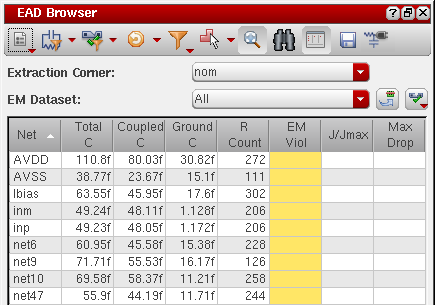 EAD Browser
Extraction Corner: nom
EM Dataset: All
Net Total C Coupled C Ground C R Count EM Viol J/Jmax Max Drop
AVDD 110.8f 80.03f 30.82f 272
AVSS 38.77f 23.67f 15.1f 111
Ibias 63.55f 45.95f 17.6f 302
inm 49.24f 48.11f 1.128f 206
inp 49.23f 48.05f 1.172f 206
net6 60.95f 45.58f 15.38f 228
net9 71.71f 55.53f 16.17f 126
net10 69.58f 58.37f 11.21f 258
net47 55.9f 44.19f 11.71f 244